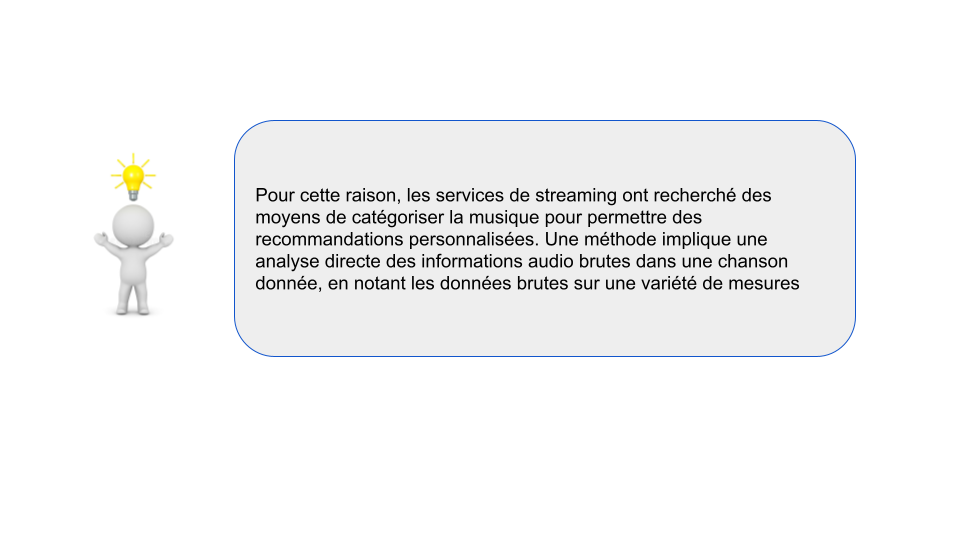 Pour cette raison, les services de streaming ont recherché des
moyens de catégoriser la musique pour permettre des
recommandations personnalisées. Une méthode implique une
analyse directe des informations audio brutes dans une chanson
donnée, en notant les données brutes sur une variété de mesures